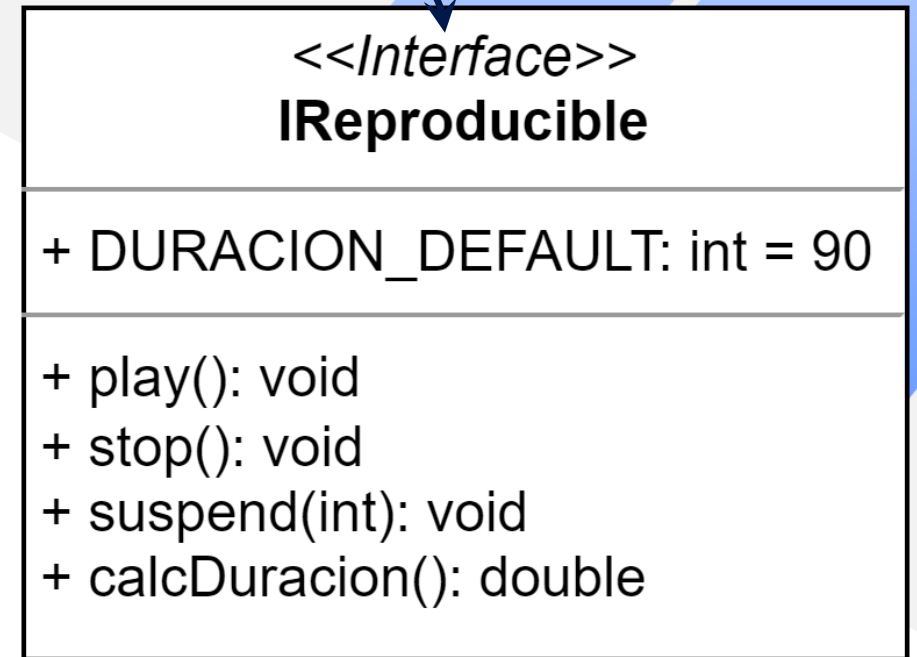 <<Interface>>
IReproducible
+ DURACION_DEFAULT: int = 90
+ play(): void
+ stop(): void
+ suspend(int): void
+ calcDuracion(): double